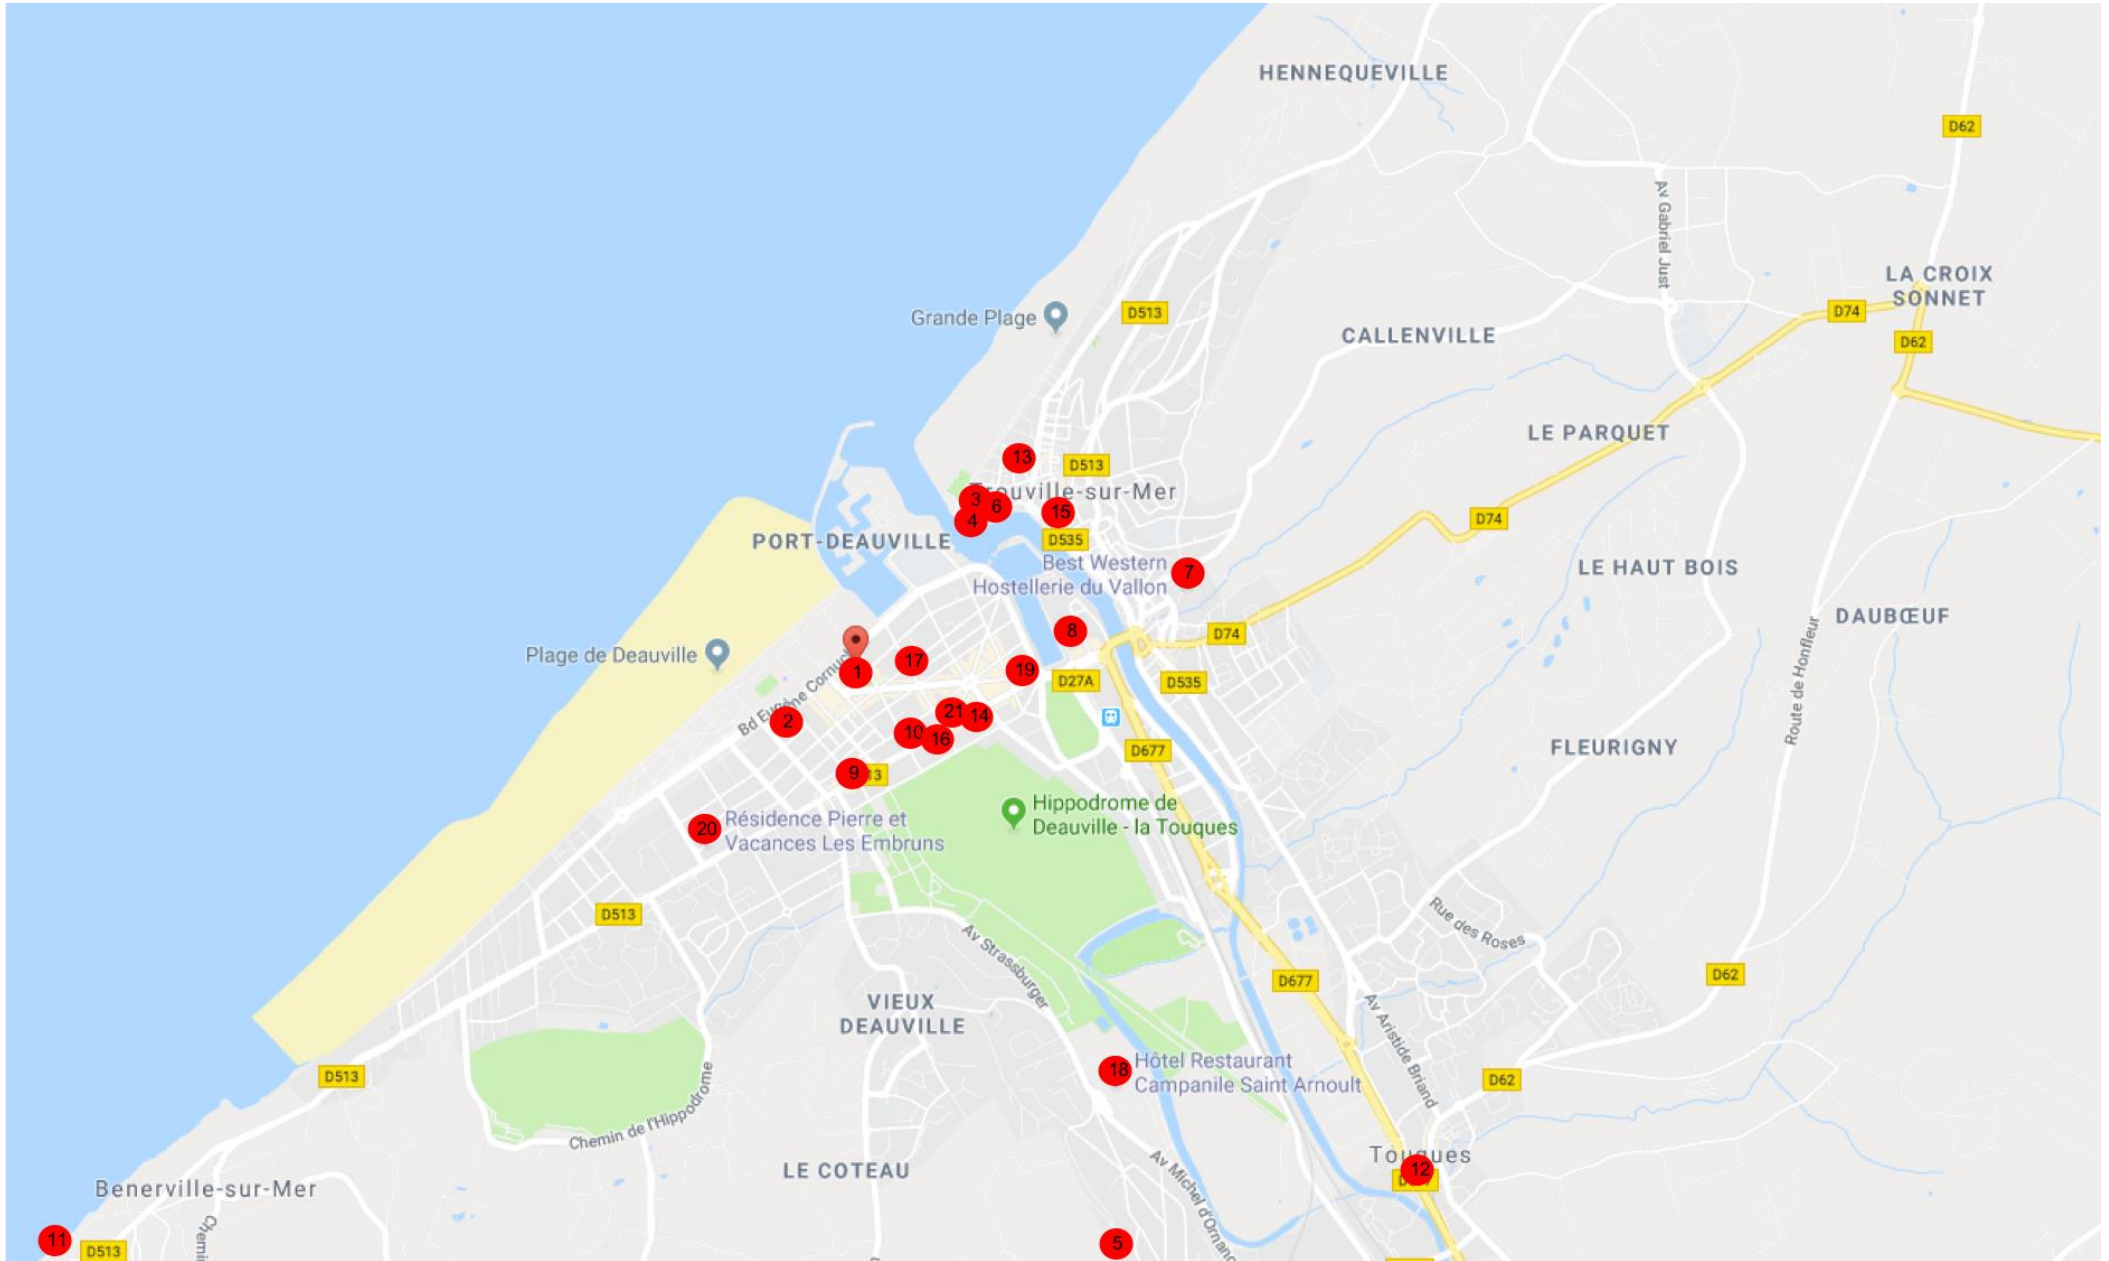 HENNEQUEVILLE
D62
Av Gabriel Just
LA CROIX
SONNET
D74
D62
Grande Plage
D513
CALLENVILLE
LE PARQUET
13
D513
Trouville-sur-Mer
3
6
4
15
D74
PORT-DEAUVILLE
D535
Best Western
Hostellerie du Vallon
7
LE HAUT BOIS
DAUBŒUF
8
D74
Plage de Deauville
1
17
19
D27A
D535
Route de Honfleur
Bd Eugène Cornuché
2
21
14
10
16
D677
FLEURIGNY
9
13
Hippodrome de
Deauville - la Touques
20
Résidence Pierre et
Vacances Les Embruns
D513
Rue des Roses
Av Strassburger
D677
D62
VIEUX
DEAUVILLE
Av Aristide Briand
D513
18
Hôtel Restaurant
Campanile Saint Arnoult
D62
Chemin de l'Hippodrome
LE COTEAU
Touques
12
Benerville-sur-Mer
Av Michel d'Ornano
Chemi
11
D513
5